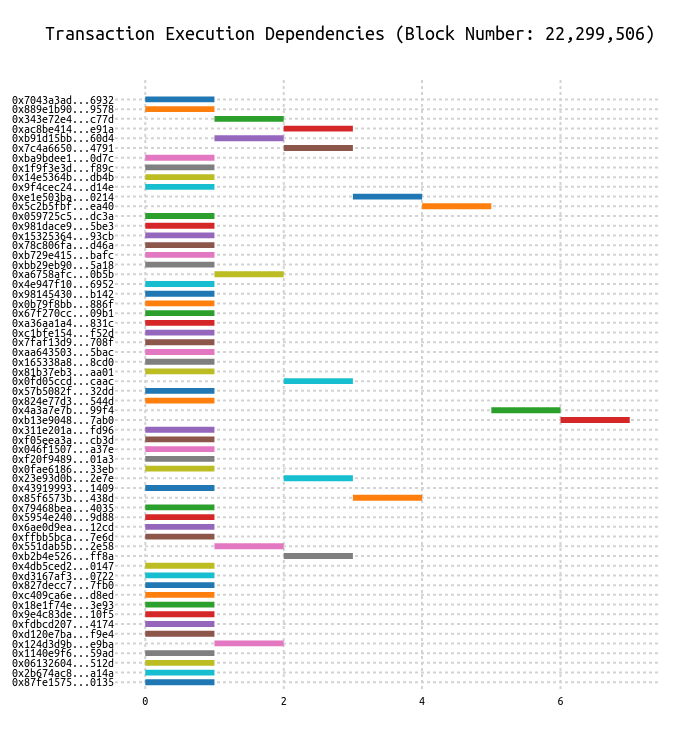 Transaction Execution Dependencies (Block Number: 22,299,506)
0x7043a3ad...6932
0x889e1b90...9578
0x343e72e4...c77d
0xac8be414...e91a
0xb91d15bb...60d4
0x7c4a6650...4791
0xba9bdee1...0d7c
0x1f9f3e3d...f89c
0x14e5364b...db4b
0x9f4cec24...d14e
0xe1e503ba...0214
0x5c2b5fbf...ea40
0x059725c5...dc3a
0x981dace9...5be3
0x15325364...93cb
0x78c806fa...d46a
0xb729e415...bafc
0xbb29eb90...5a18
0xa6758afc...0b5b
0x4e947f10...6952
0x98145430...b142
0x0b79f8bb...886f
0x67f270cc...09b1
0xa36aa1a4...831c
0xc1bfe154...f52d
0x7faf13d9...708f
0xaa643503...5bac
0x165338a8...8cd0
0x81b37eb3...aa01
0x0fd05ccd...caac
0x57b5082f...32dd
0x824e77d3...544d
0x4a3a7e7b...99f4
0xb13e9048...7ab0
0x311e201a...fd96
0xf05eea3a...cb3d
0x046f1507...a37e
0xf20f9489...01a3
0x0fae6186...33eb
0x23e93d0b...2e7e
0x43919993...1409
0x85f6573b...438d
0x79468bea...4035
0x5954e240...9d88
0x6ae0d9ea...12cd
0xffbb5bca...7e6d
0x551dab5b...2e58
0xb2b4e526...ff8a
0x4db5ced2...0147
0xd3167af3...0722
0x827decc7...7fb0
0xc409ca6e...d8ed
0x18e1f74e...3e93
0x9e4c83de...10f5
0xfdbcd207...4174
0xd120e7ba...f9e4
0x124d3d9b...e9ba
0x1140e9f6...59ad
0x06132604...512d
0x2b674ac8...a14a
0x87fe1575...0135
0 2 4 6